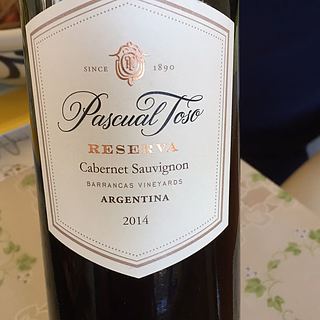 SINCE 1890
Pascual Toso
RESERVA
Cabernet Sauvignon
BARRANCAS VINEYARDS
ARGENTINA
2014